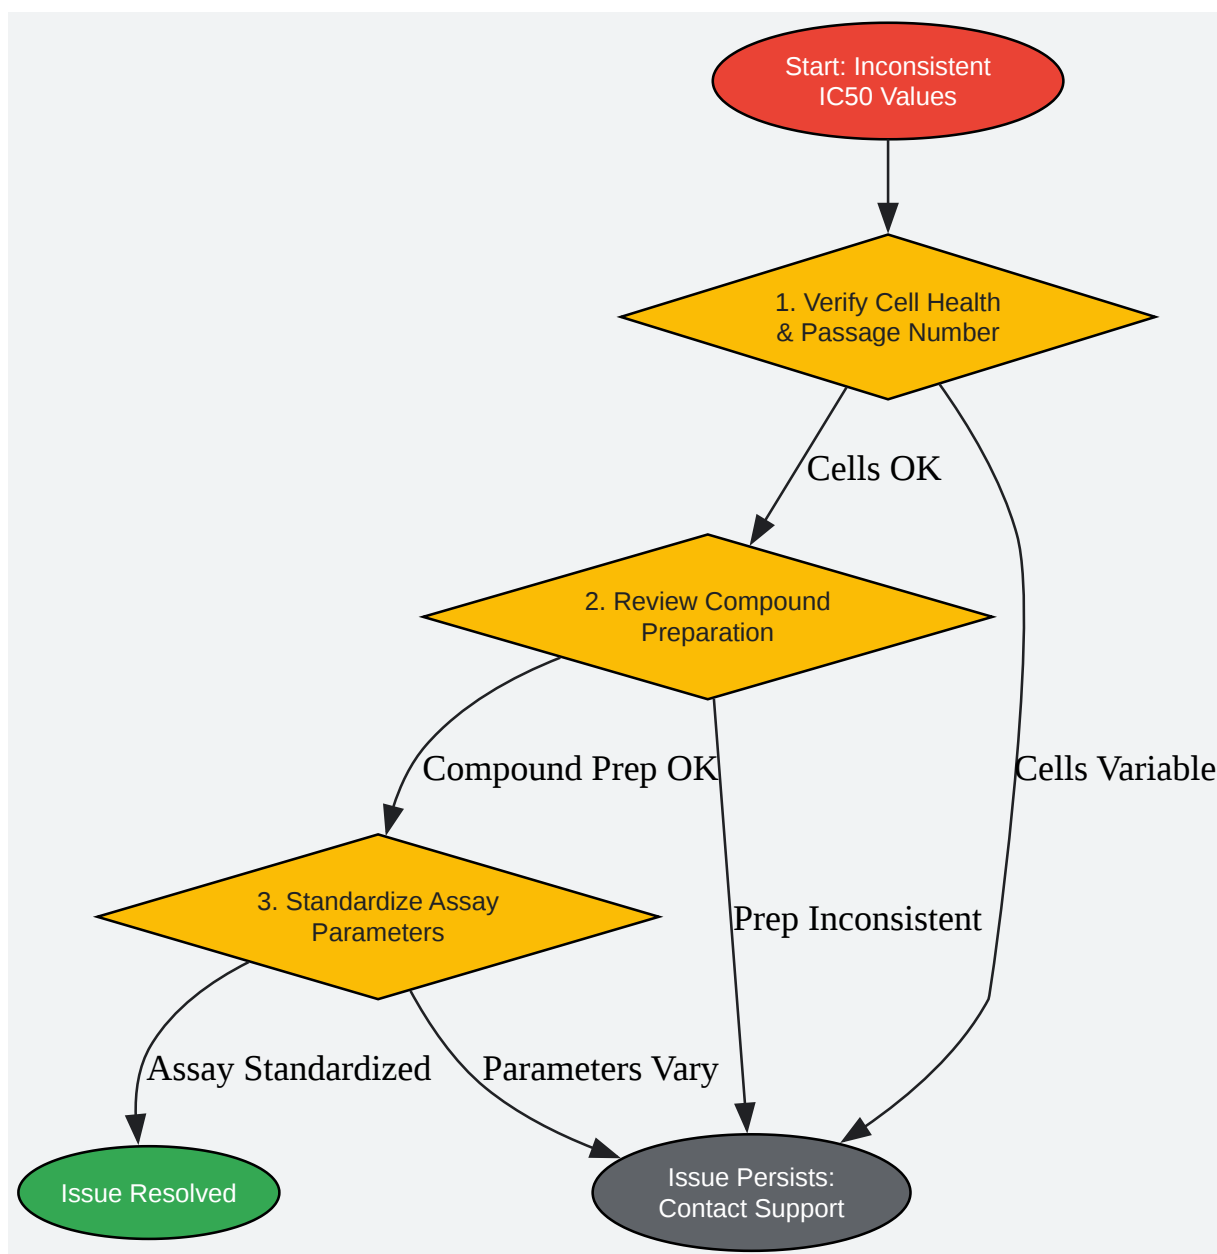 Start: Inconsistent
IC50 Values
1. Verify Cell Health
& Passage Number
Cells OK
2. Review Compound
Preparation
Compound Prep OK
Cells Variable
3. Standardize Assay
Parameters
Prep Inconsistent
Assay Standardized
Parameters Vary
Issue Resolved
Issue Persists:
Contact Support